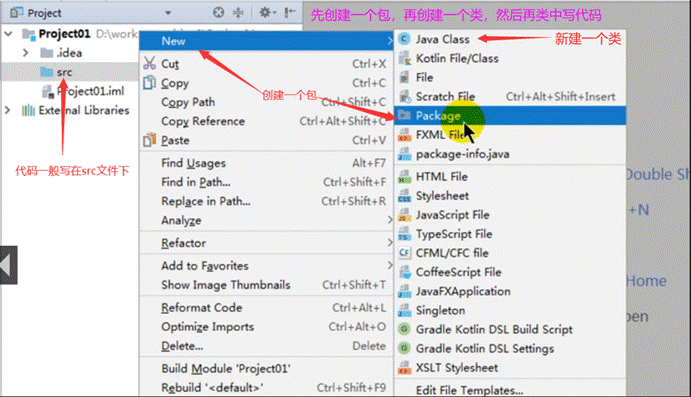 Project
先创建一个包，再创建一个类，然后再类中写代码
Project01 D:\work
.idea
src
Project01.iml
External Libraries
代码一般写在src文件下
New
Cut Ctrl+X
Copy Ctrl+C
Copy Path Ctrl+Shift+C
Copy Reference Ctrl+Alt+Shift+C
Paste Ctrl+V
Find Usages Alt+F7
Find in Path... Ctrl+Shift+F
Replace in Path... Ctrl+Shift+R
Analyze
Refactor
Add to Favorites
Show Image Thumbnails Ctrl+Shift+T
Reformat Code Ctrl+Alt+L
Optimize Imports Ctrl+Alt+O
Delete... Delete
Build Module 'Project01'
Rebuild '<default>' Ctrl+Shift+F9
创建一个包
Java Class
新建一个类
Kotlin File/Class
File
Scratch File Ctrl+Alt+Shift+Insert
Package
FXML File
package-info.java
HTML File
Stylesheet
JavaScript File
TypeScript File
CFML/CFC file
CoffeeScript File
JavaFXApplication
Singleton
Gradle Kotlin DSL Build Script
Gradle Kotlin DSL Settings
XSLT Stylesheet
Edit File Templates...
Double Sh
+N
Home